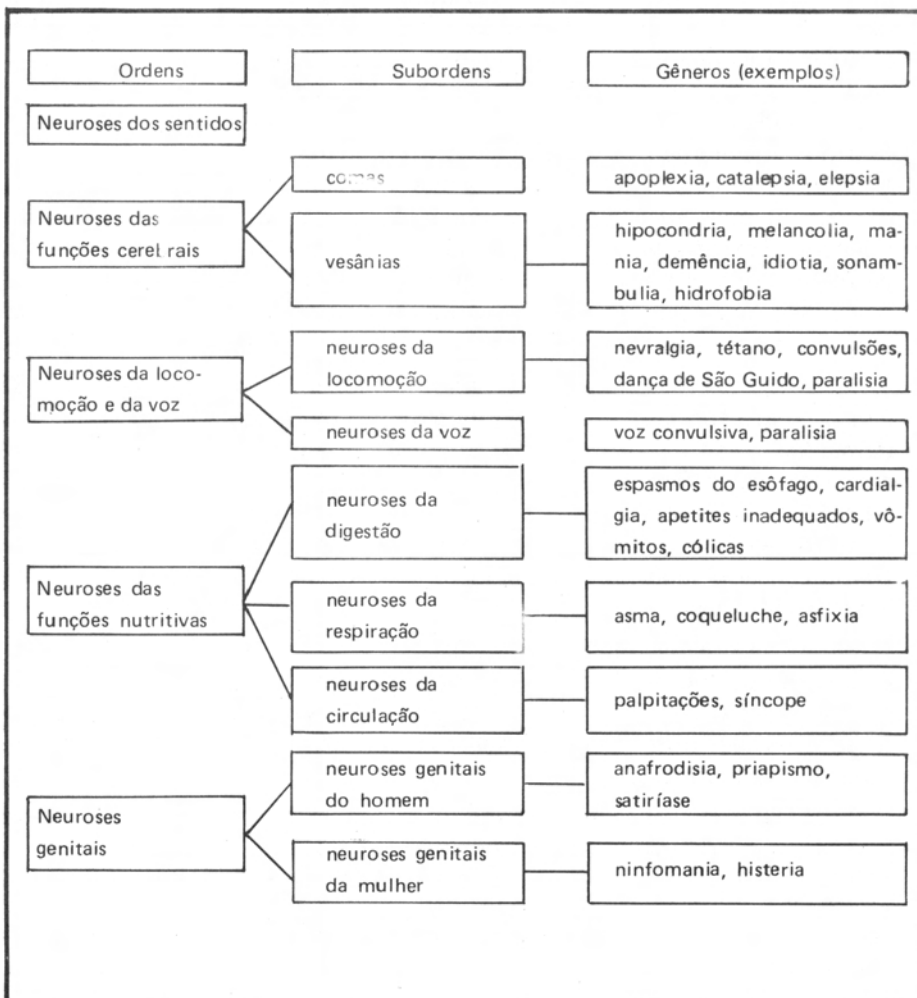 Ordens
Subordens
Gêneros (exemplos)
Neuroses dos sentidos
Neuroses das
funções cerebrais
comas
apoplexia, catalepsia, elepsia
vesânias
hipocondria, melancolia, ma-
nia, demência, idiotia, sonam-
bulia, hidrofobia
Neuroses da loco-
moção e da voz
neuroses da
locomoção
nevralgia, tétano, convulsões,
dança de São Guido, paralisia
neuroses da voz
voz convulsiva, paralisia
Neuroses das
funções nutritivas
neuroses da
digestão
espasmos do esôfago, cardial-
gia, apetites inadequados, vô-
mitos, cólicas
neuroses da
respiração
asma, coqueluche, asfixia
neuroses da
circulação
palpitações, síncope
Neuroses
genitais
neuroses genitais
do homem
anafrodisia, priapismo,
satiríase
neuroses genitais
da mulher
ninfomania, histeria